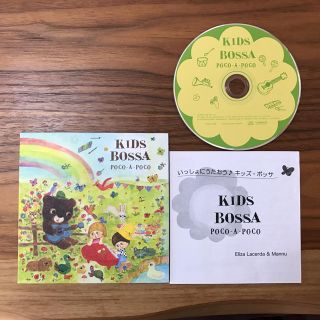 KIDS
BOSSA
POCO-A-POCO
KIDS
BOSSA
POCO-A-POCO
いっしょにうたおう♪ キッズ・ボッサ
KIDS
BOSSA
POCO-A-POCO
Eliza Lacerda & Mannu